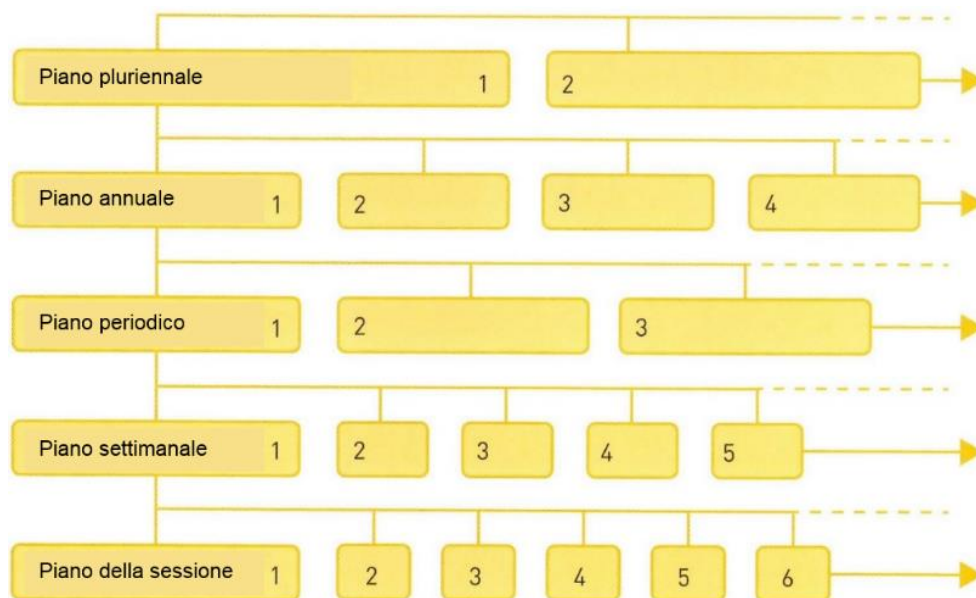 Piano pluriennale 1 2
Piano annuale 1 2 3 4
Piano periodico 1 2 3
Piano settimanale 1 2 3 4 5
Piano della sessione 1 2 3 4 5 6